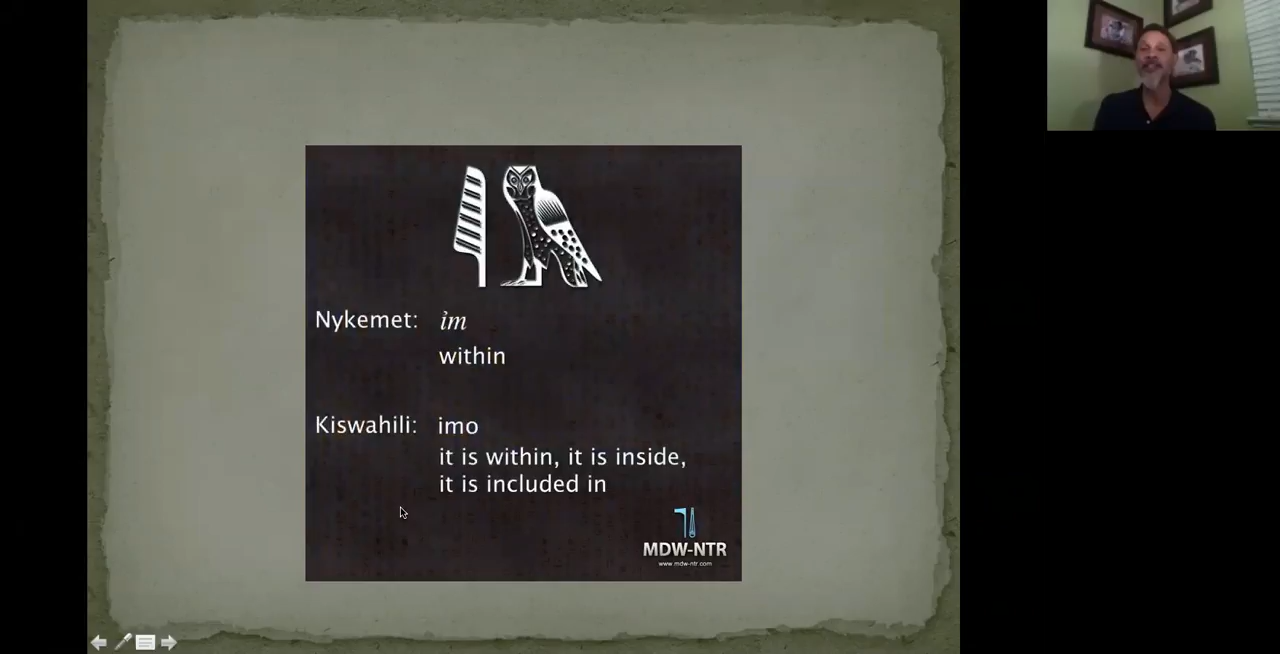 𓇋𓅓
Nykemet: ỉm
within
Kiswahili: imo
it is within, it is inside,
it is included in
MDW-NTR
www.mdw-ntr.com